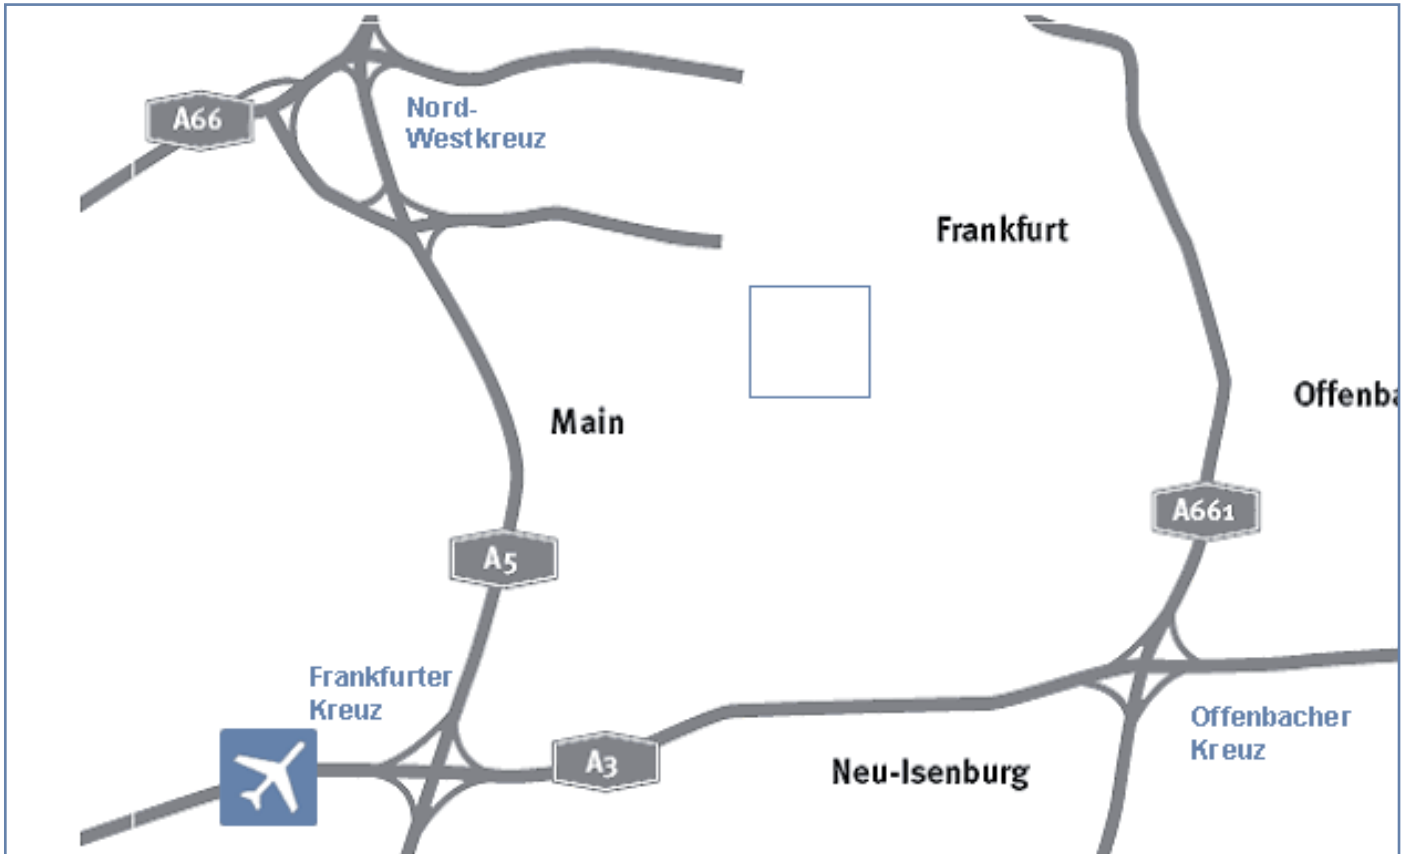 A66
Nord-
Westkreuz
Frankfurt
Offenba
Main
A661
A5
Frankfurter
Kreuz
Offenbacher
Kreuz
A3
Neu-Isenburg